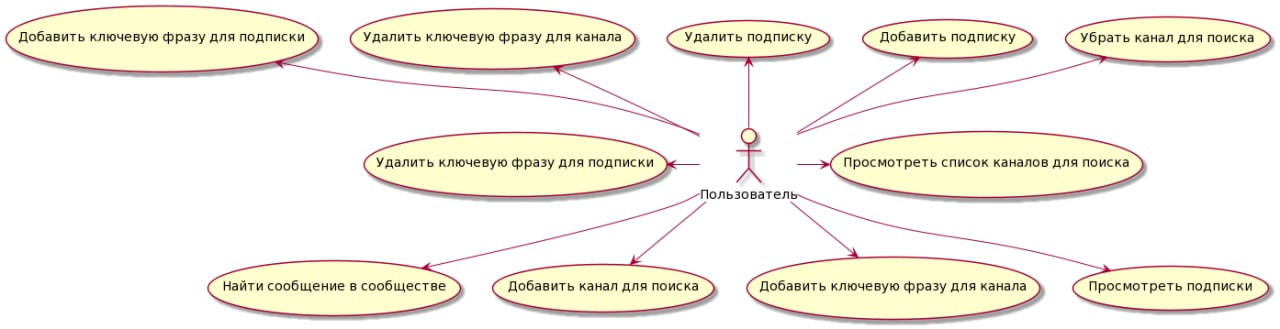 Добавить ключевую фразу для подписки
Удалить ключевую фразу для канала
Удалить подписку
Добавить подписку
Убрать канал для поиска
Удалить ключевую фразу для подписки
Просмотреть список каналов для поиска
Пользователь
Найти сообщение в сообществе
Добавить канал для поиска
Добавить ключевую фразу для канала
Просмотреть подписки